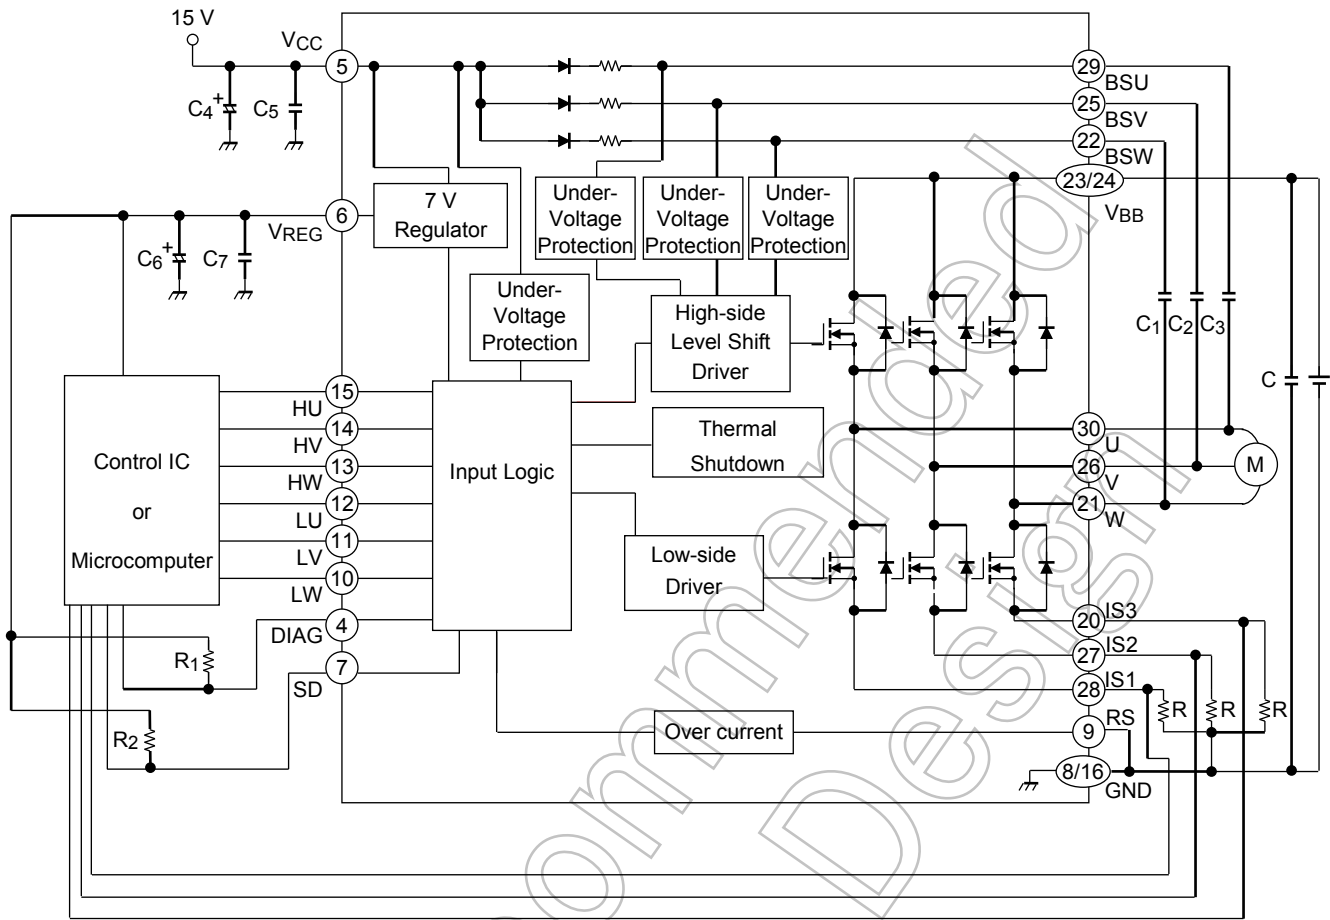 15 V
VCC
5
29
BSU
C4
+
C5
25
BSV
22
BSW
23/24
VBB
7 V
Regulator
Under-
Voltage
Protection
Under-
Voltage
Protection
Under-
Voltage
Protection
6
VREG
C6
+
C7
Under-
Voltage
Protection
High-side
Level Shift
Driver
C1
C2
C3
C
Control IC
or
Microcomputer
15
HU
14
HV
13
HW
12
LU
11
LV
10
LW
4
DIAG
7
SD
Input Logic
Thermal
Shutdown
Low-side
Driver
30
U
26
V
21
W
M
20
IS3
27
IS2
28
IS1
R
R
R
9
RS
8/16
GND
R1
R2
Over current
ommended
Design